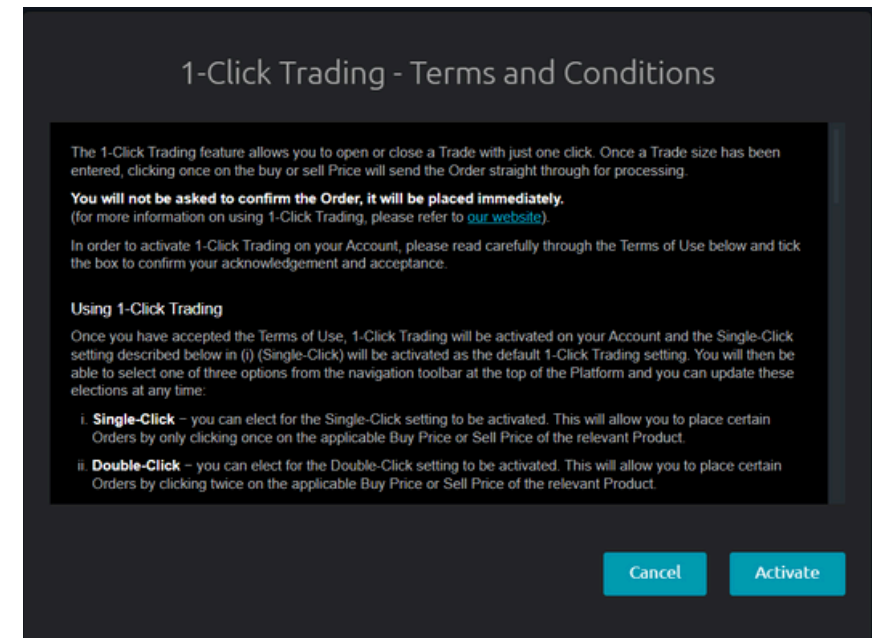 1-Click Trading - Terms and Conditions
The 1-Click Trading feature allows you to open or close a Trade with just one click. Once a Trade size has been
entered, clicking once on the buy or sell Price will send the Order straight through for processing.
You will not be asked to confirm the Order, it will be placed immediately.
(for more information on using 1-Click Trading, please refer to our website).
In order to activate 1-Click Trading on your Account, please read carefully through the Terms of Use below and tick
the box to confirm your acknowledgement and acceptance.
Using 1-Click Trading
Once you have accepted the Terms of Use, 1-Click Trading will be activated on your Account and the Single-Click
setting described below in (i) (Single-Click) will be activated as the default 1-Click Trading setting. You will then be
able to select one of three options from the navigation toolbar at the top of the Platform and you can update these
elections at any time:
i. Single-Click – you can elect for the Single-Click setting to be activated. This will allow you to place certain
Orders by only clicking once on the applicable Buy Price or Sell Price of the relevant Product.
ii. Double-Click – you can elect for the Double-Click setting to be activated. This will allow you to place certain
Orders by clicking twice on the applicable Buy Price or Sell Price of the relevant Product.
Cancel
Activate